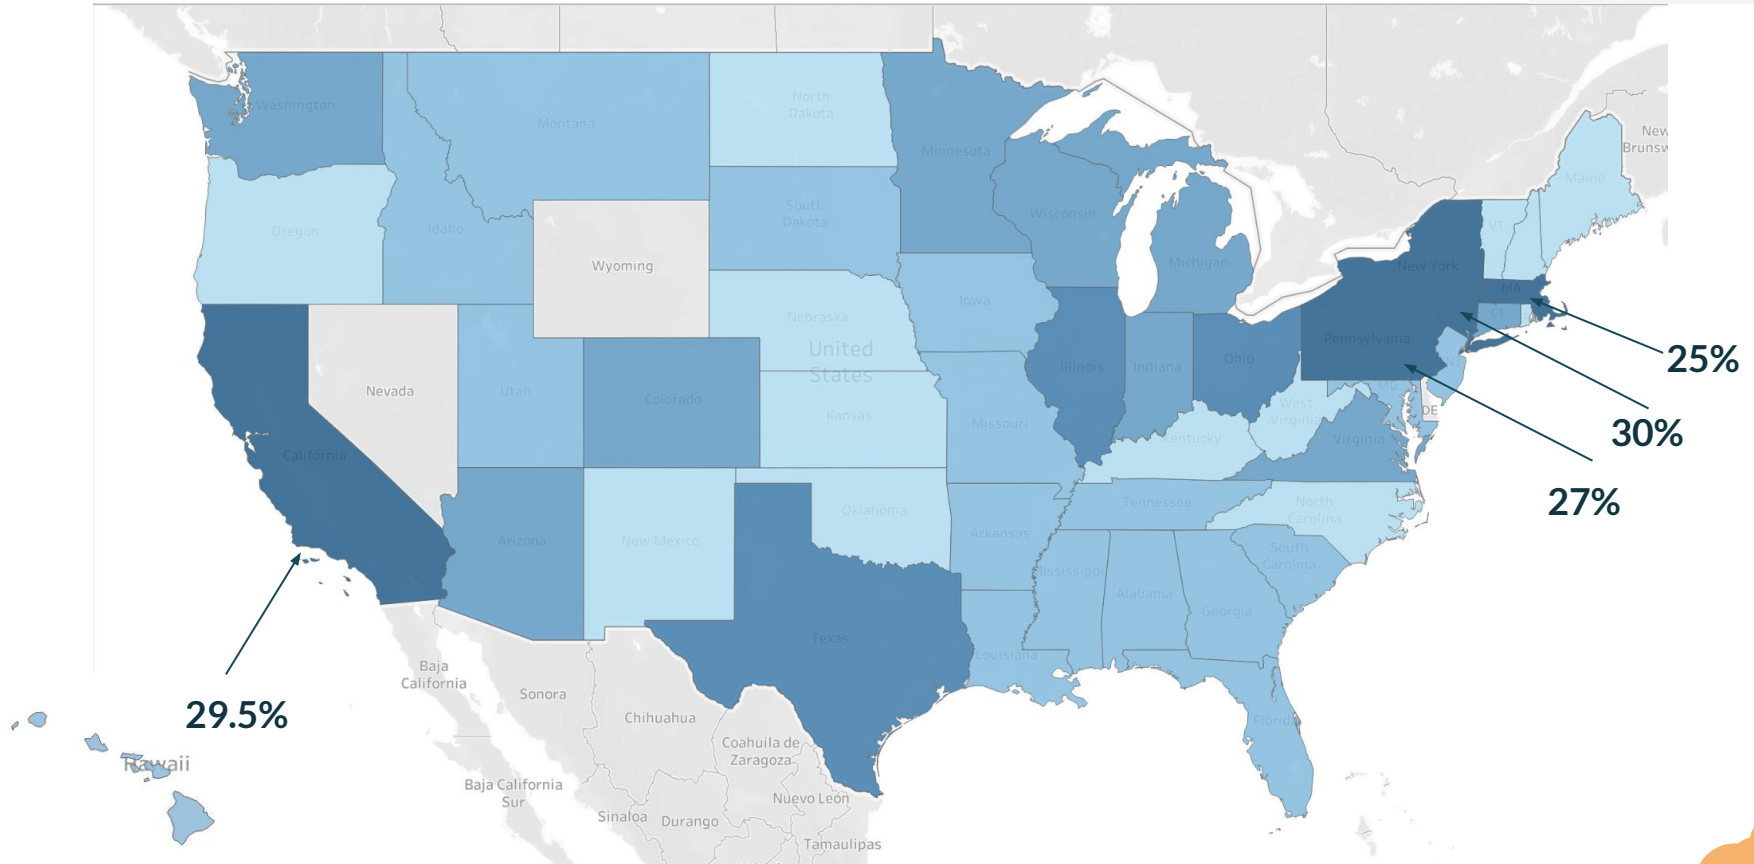 Washington
Montana
North
Dakota
Minnesota
New
Brunsw
Maine
Oregon
Idaho
South
Dakota
Wisconsin
VT
Wyoming
Michigan
New York
MA
Iowa
CT
Nebraska
United
States
Pennsylvania
25%
Nevada
Utah
Colorado
Illinois
Indiana
Ohio
MD
DE
Kansas
Missouri
West
Virginia
Kentucky
Virginia
30%
California
27%
Oklahoma
Arkansas
Tennessee
North
Carolina
Arizona
New Mexico
South
Carolina
Mississippi
Alabama
Georgia
Texas
Louisiana
Florida
Baja
California
Sonora
Chihuahua
29.5%
Coahuila de
Zaragoza
Hawaii
Baja California
Sur
Nuevo León
Sinaloa
Durango
Tamaulipas